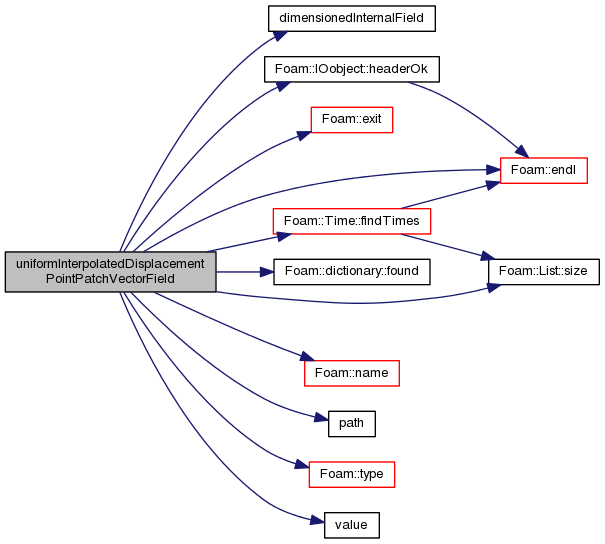 dimensionedInternalField
Foam::IOobject::headerOk
Foam::exit
Foam::endl
Foam::Time::findTimes
uniformInterpolatedDisplacement
PointPatchVectorField
Foam::dictionary::found
Foam::List::size
Foam::name
path
Foam::type
value